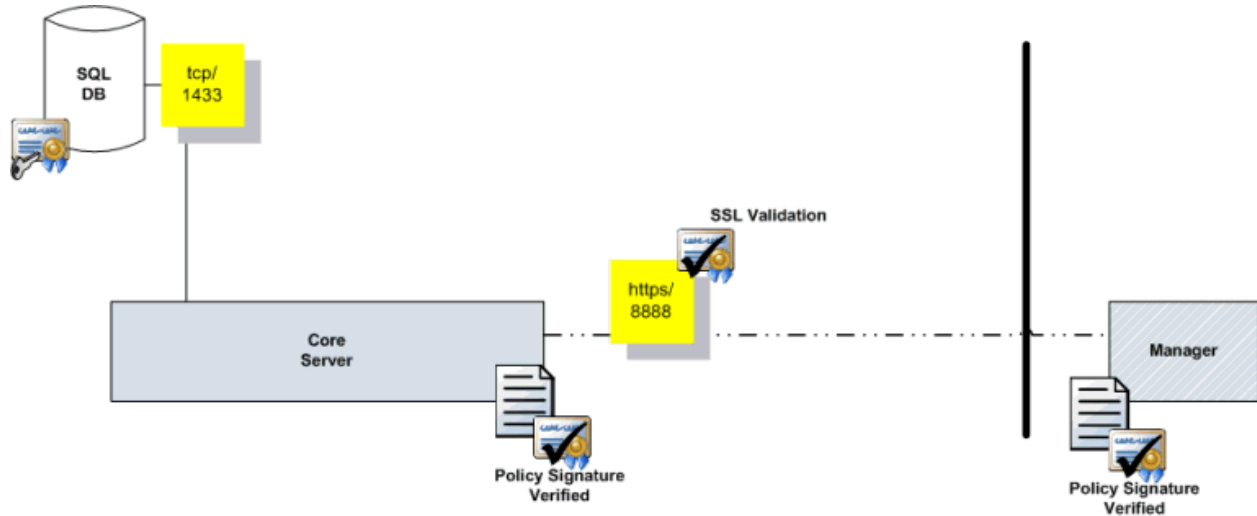 SQL
DB
tcp/
1433
SSL Validation
https/
8888
Core
Server
Manager
Policy Signature
Verified
Policy Signature
Verified